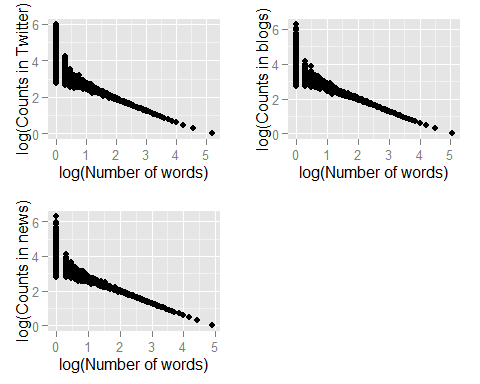 log(Counts in Twitter)
6
4
2
0
0 1 2 3 4 5
log(Number of words)
log(Counts in blogs)
6
4
2
0
0 1 2 3 4 5
log(Number of words)
log(Counts in news)
6
4
2
0
0 1 2 3 4 5
log(Number of words)